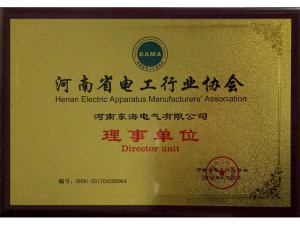 EAMA
河南省电工行业协会
Henan Electric Apparatus Manufacturers' Association
河南东海电气有限公司
理事单位
Director unit